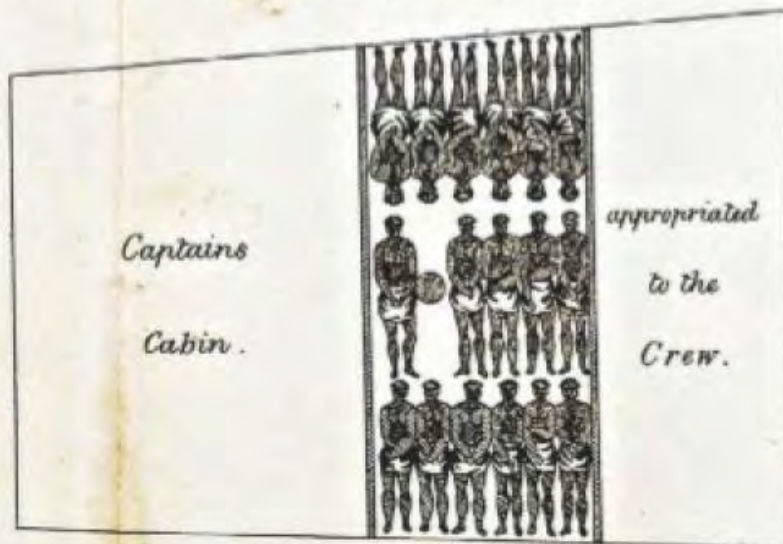 Captains
Cabin.
appropriated
to the
Crew.